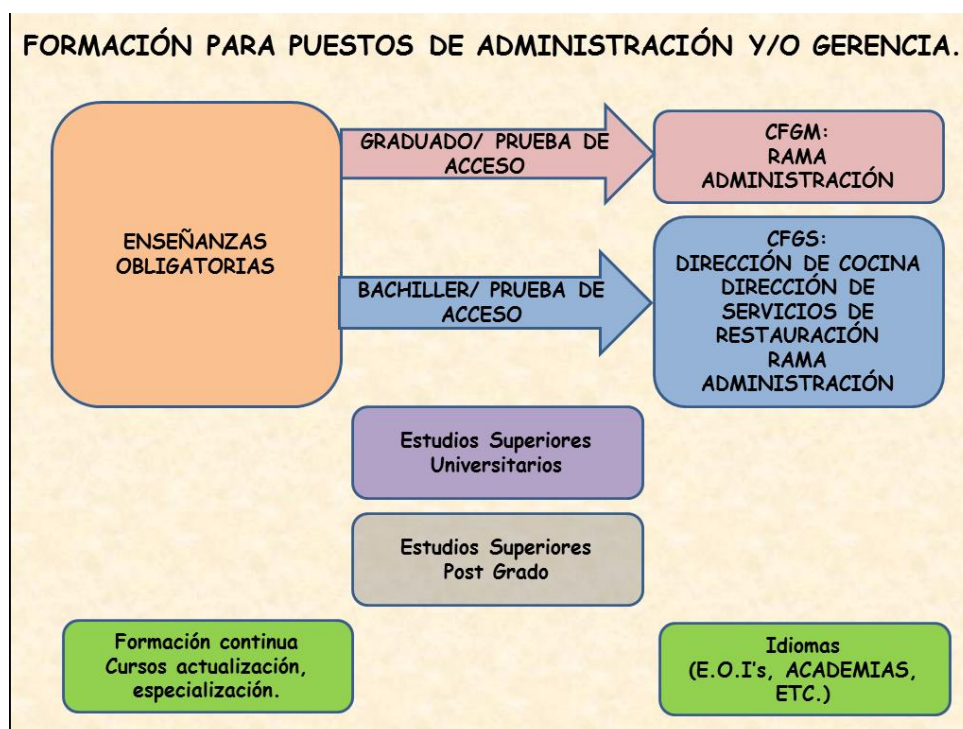 FORMACIÓN PARA PUESTOS DE ADMINISTRACIÓN Y/O GERENCIA.
ENSEÑANZAS
OBLIGATORIAS
GRADUADO/ PRUEBA DE
ACCESO
CFGM:
RAMA
ADMINISTRACIÓN
BACHILLER/ PRUEBA DE
ACCESO
CFGS:
DIRECCIÓN DE COCINA
DIRECCIÓN DE
SERVICIOS DE
RESTAURACIÓN
RAMA
ADMINISTRACIÓN
Estudios Superiores
Universitarios
Estudios Superiores
Post Grado
Formación continua
Cursos actualización,
especialización.
Idiomas
(E.O.I's, ACADEMIAS,
ETC.)